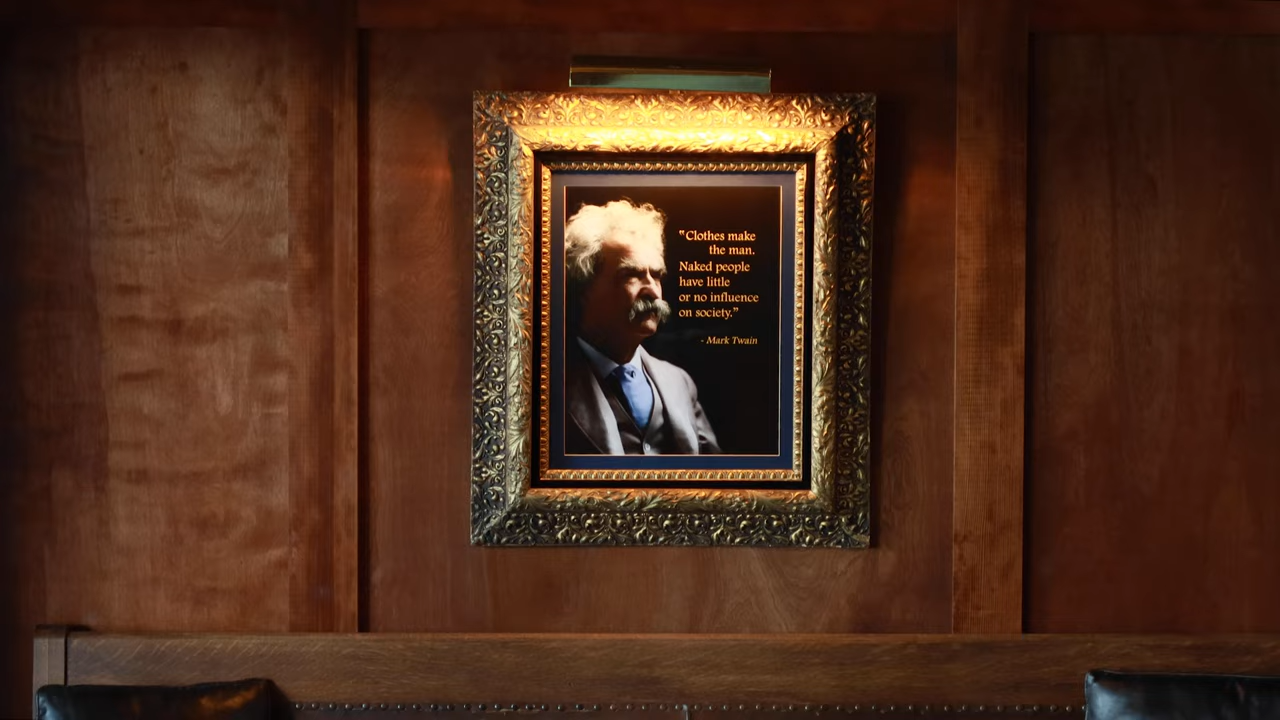 "Clothes make
the man.
Naked people
have little
or no influence
on society."
- Mark Twain